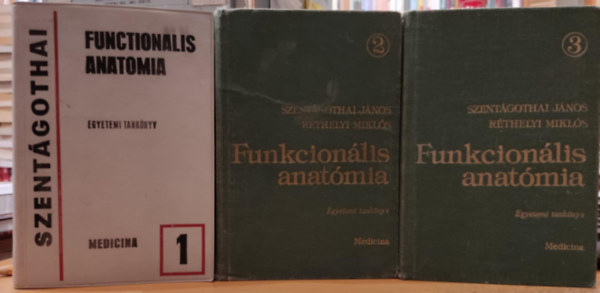 SZENTÁGOTHAI
FUNCTIONALIS
ANATOMIA
EGYETEMI TANKÖNYV
MEDICINA
1
2
SZENTÁGOTHAI JÁNOS
RÉTHELYI MIKLÓS
Funkcionális
anatómia
Egyetemi tankönyv
Medicina
3
SZENTÁGOTHAI JÁNOS
RÉTHELYI MIKLÓS
Funkcionális
anatómia
Egyetemi tankönyv
Medicina